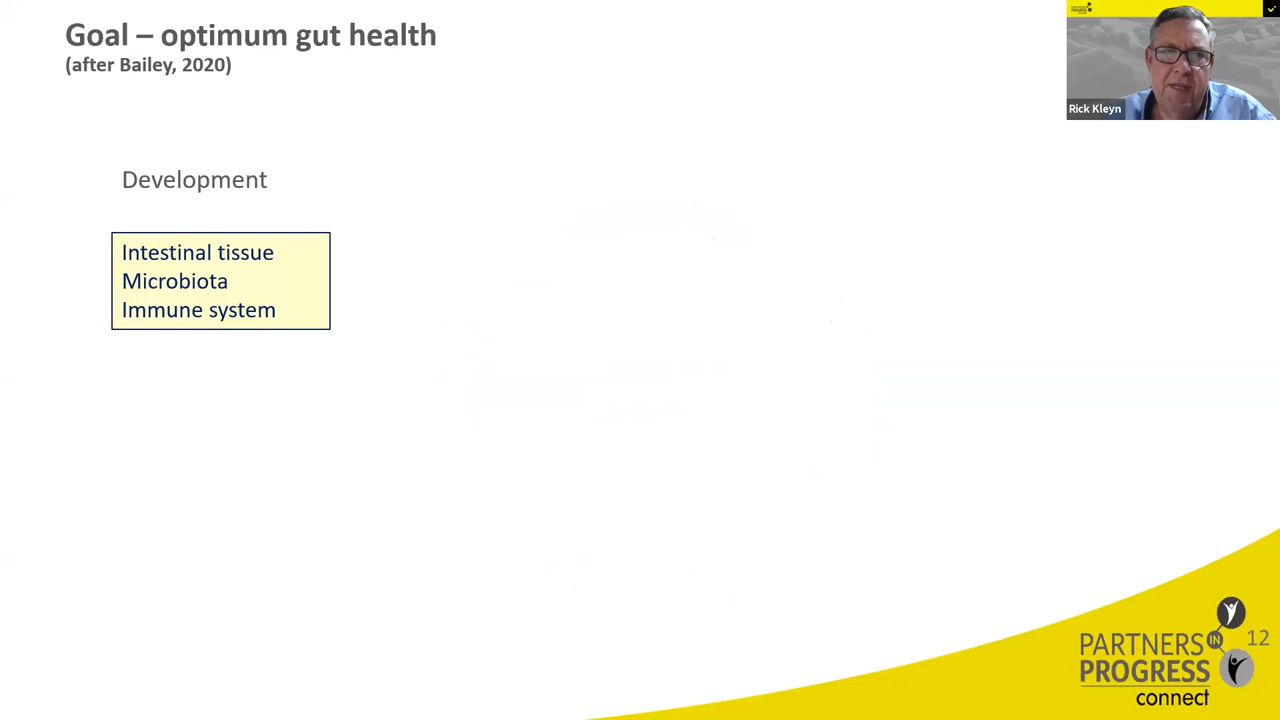 Goal – optimum gut health
(after Bailey, 2020)
Rick Kleyn
Development
Intestinal tissue
Microbiota
Immune system
PARTNERS IN
PROGRESS
connect
12